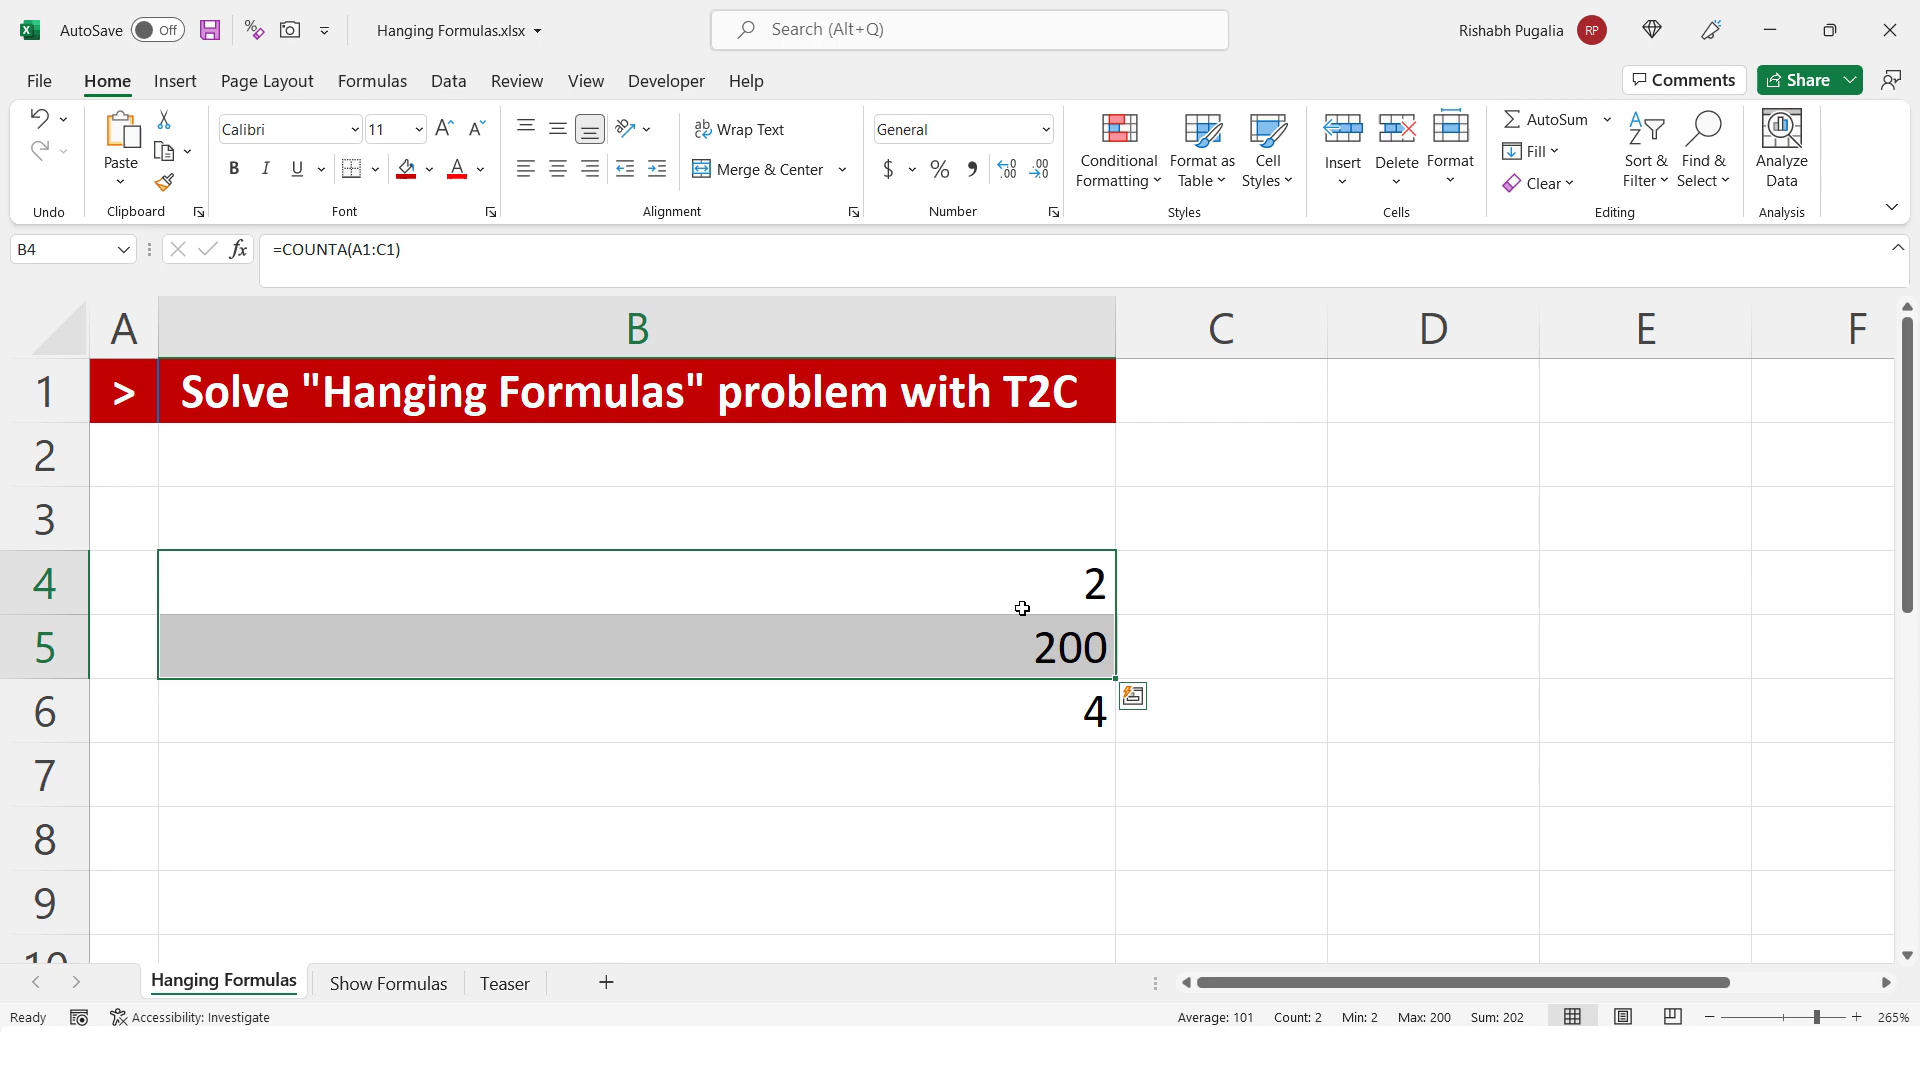 AutoSave Off Hanging Formulas.xlsx Search (Alt+Q) Rishabh Pugalia RP
File Home Insert Page Layout Formulas Data Review View Developer Help Comments Share
Paste Calibri 11 Wrap Text General Conditional Formatting Format as Table Cell Styles Insert Delete Format AutoSum Sort & Filter Find & Select Analyze Data
B I U A Merge & Center $ % Fill
Clear
Undo Clipboard Font Alignment Number Styles Cells Editing Analysis
B4 fx =COUNTA(A1:C1)
A B C D E F
1 > Solve "Hanging Formulas" problem with T2C
2
3
4 2
5 200
6 4
7
8
9
10
Hanging Formulas Show Formulas Teaser
Ready Accessibility: Investigate Average: 101 Count: 2 Min: 2 Max: 200 Sum: 202 265%